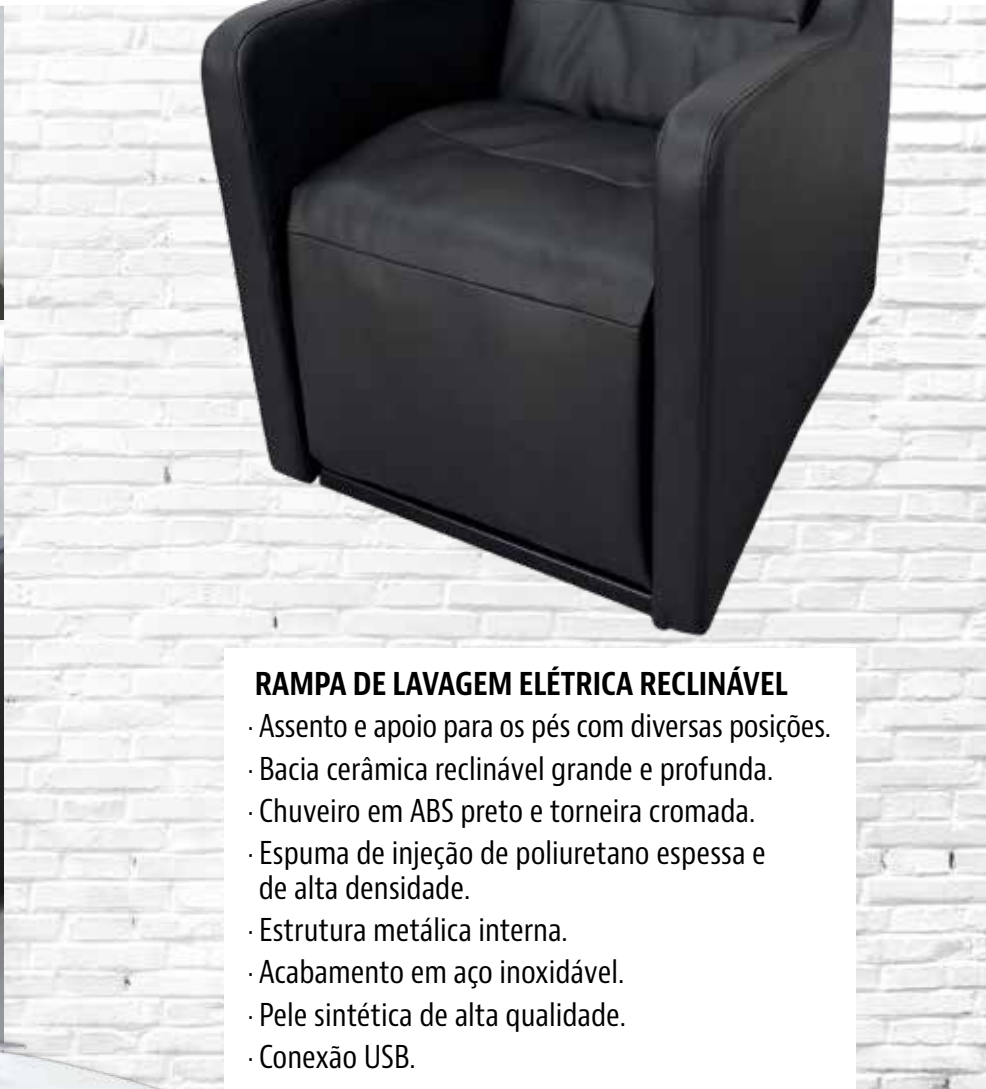 RAMPA DE LAVAGEM ELÉTRICA RECLINÁVEL
· Assento e apoio para os pés com diversas posições.
· Bacia cerâmica reclinável grande e profunda.
· Chuveiro em ABS preto e torneira cromada.
· Espuma de injeção de poliuretano espessa e
de alta densidade.
· Estrutura metálica interna.
· Acabamento em aço inoxidável.
· Pele sintética de alta qualidade.
· Conexão USB.